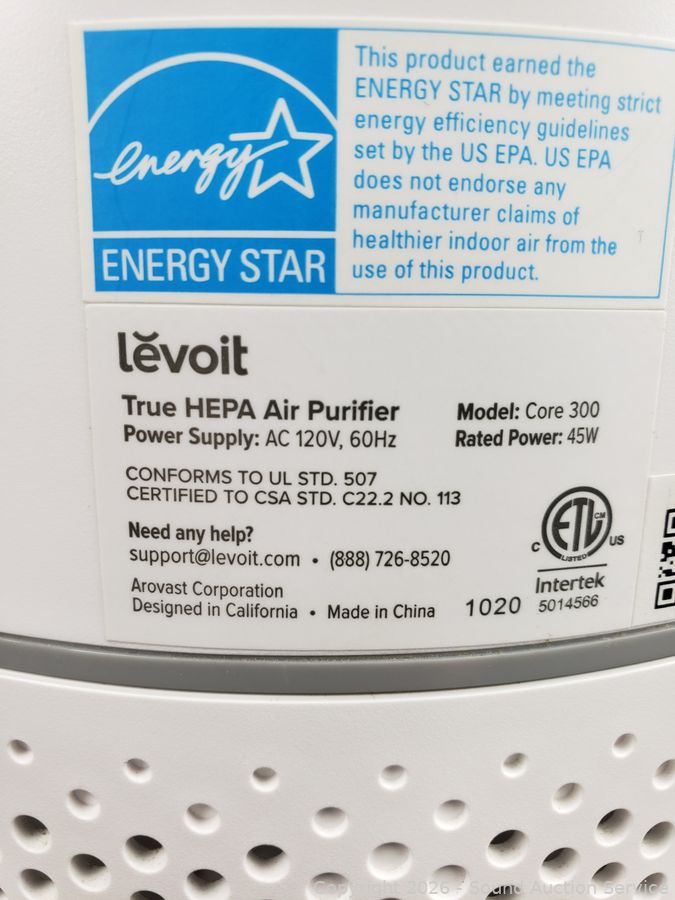 This product earned the
ENERGY STAR by meeting strict
energy efficiency guidelines
set by the US EPA. US EPA
does not endorse any
manufacturer claims of
healthier indoor air from the
use of this product.
energy
ENERGY STAR
lĕvoit
True HEPA Air Purifier
Power Supply: AC 120V, 60Hz
Model: Core 300
Rated Power: 45W
CONFORMS TO UL STD. 507
CERTIFIED TO CSA STD. C22.2 NO. 113
Need any help?
support@levoit.com • (888) 726-8520
Arovast Corporation
Designed in California • Made in China
1020
ETL CM
LISTED
C US
Intertek
5014566
Copyright 2026 - Sound Auction Service